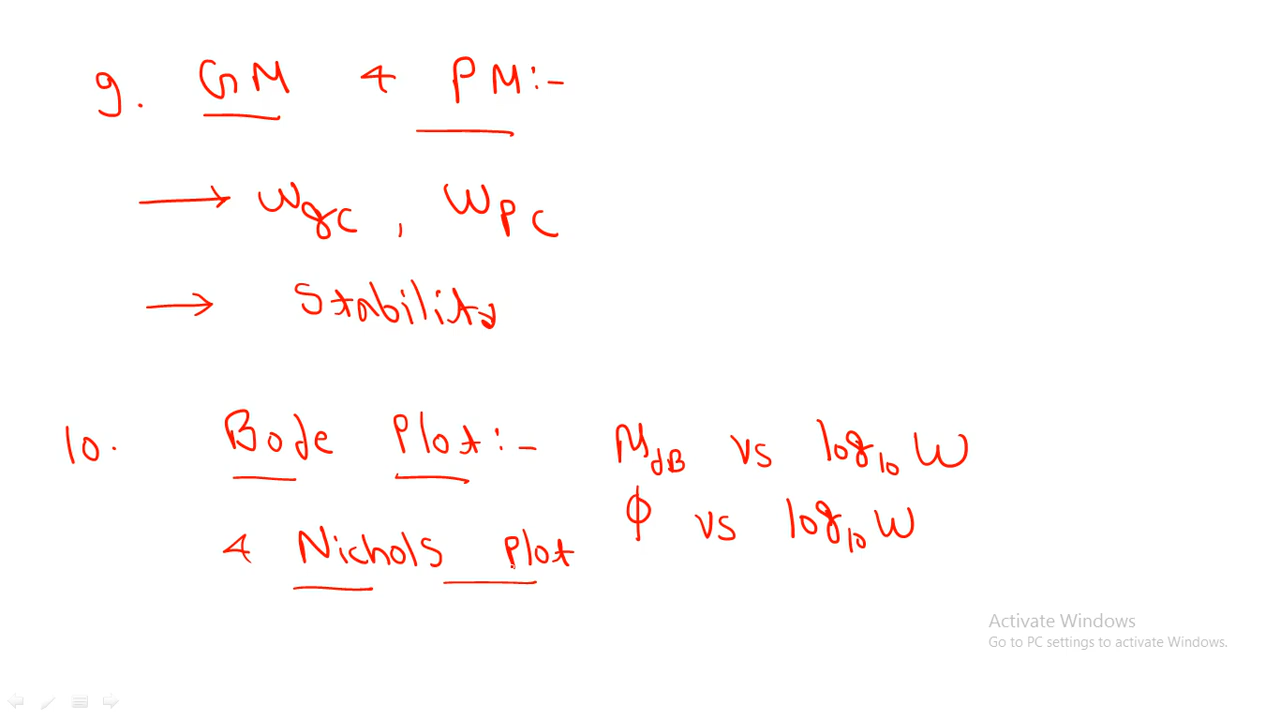 9. GM & PM:-
→ ωgc, ωpc
→ Stability
10. Bode Plot:- MdB vs log10 ω
ϕ vs log10 ω
& Nichols Plot
Activate Windows
Go to PC settings to activate Windows.